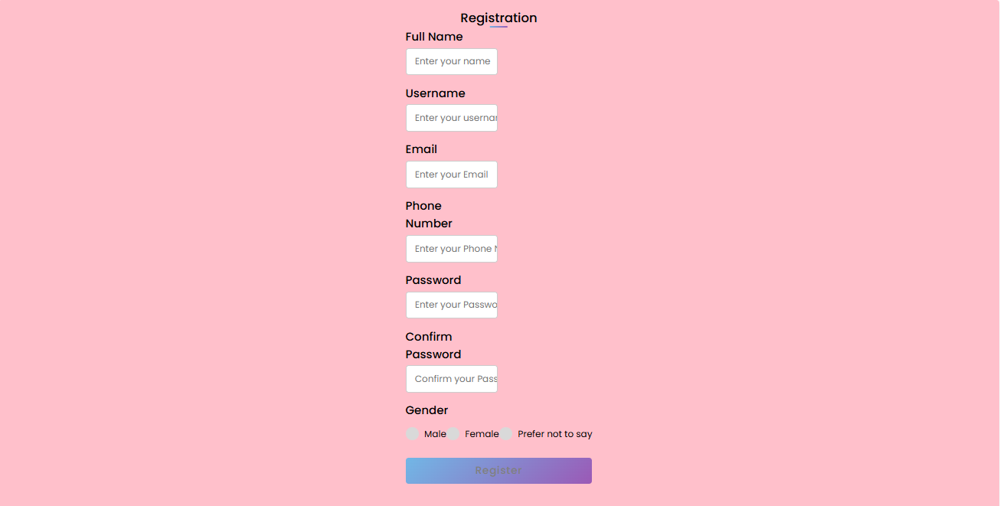 Registration
Full Name
Enter your name
Username
Enter your usernar
Email
Enter your Email
Phone
Number
Enter your Phone N
Password
Enter your Passwo
Confirm
Password
Confirm your Pass
Gender
Male Female Prefer not to say
Register